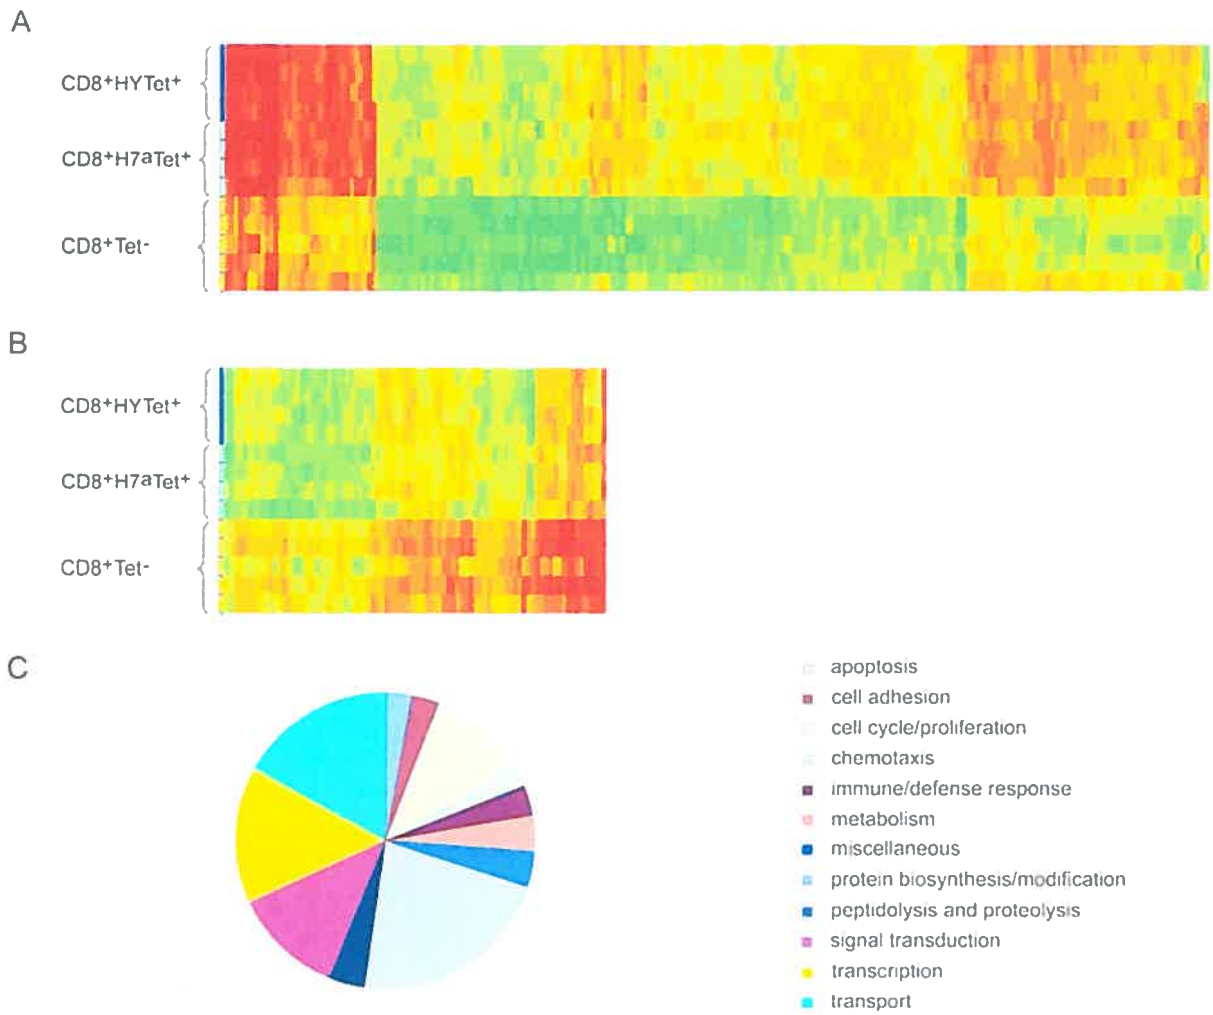 A
CD8+HYTet+
CD8+H7aTet+
CD8+Tet-
B
CD8+HYTet+
CD8+H7aTet+
CD8+Tet-
C
apoptosis
cell adhesion
cell cycle/proliferation
chemotaxis
immune/defense response
metabolism
miscellaneous
protein biosynthesis/modification
peptidolysis and proteolysis
signal transduction
transcription
transport